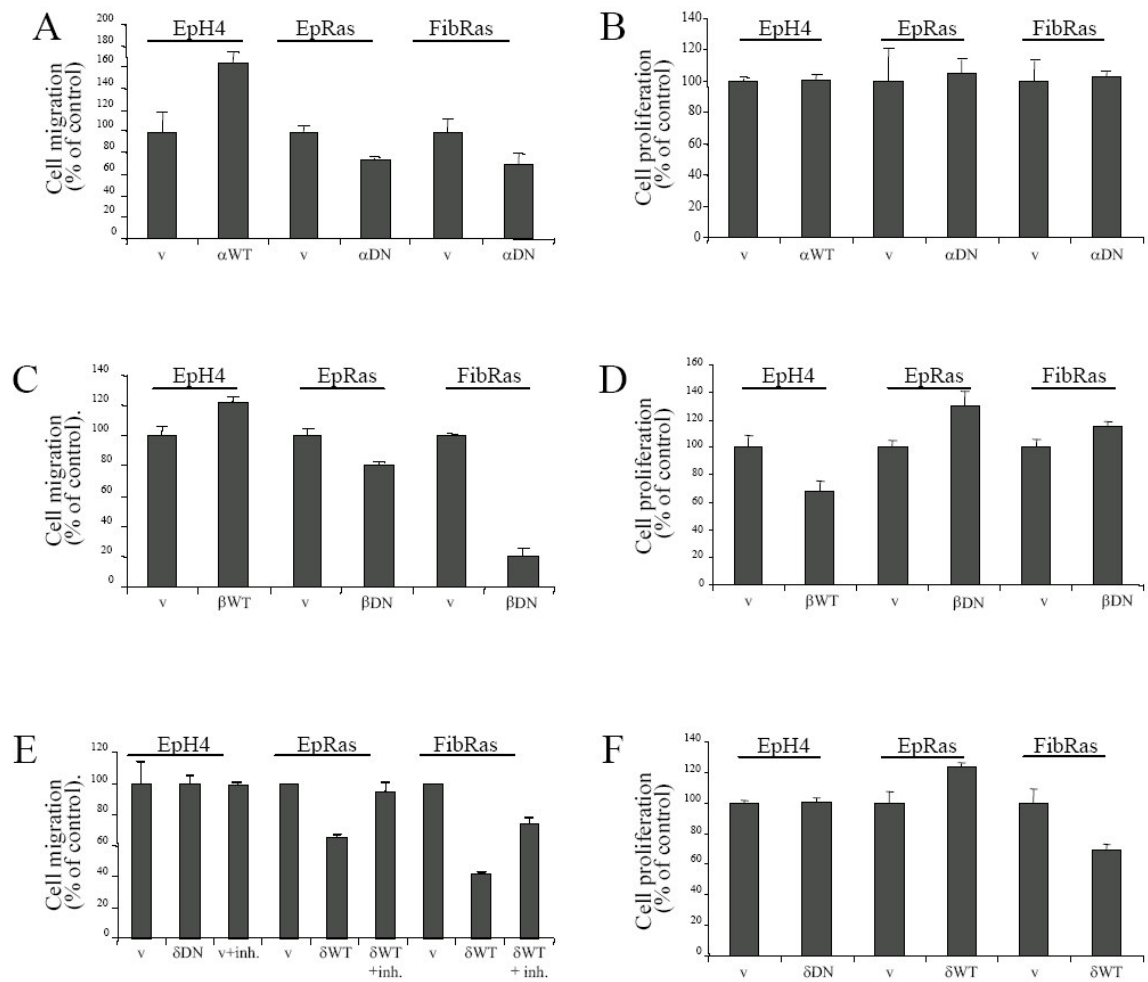 A
EpH4 EpRas FibRas
Cell migration
(% of control)
200
180
160
140
120
100
80
60
40
20
0
v αWT v αDN v αDN
B
EpH4 EpRas FibRas
Cell proliferation
(% of control)
140
120
100
80
60
40
20
0
v αWT v αDN v αDN
C
EpH4 EpRas FibRas
Cell migration
(% of control).
140
120
100
80
60
40
20
0
v βWT v βDN v βDN
D
EpH4 EpRas FibRas
Cell proliferation
(% of control)
160
140
120
100
80
60
40
20
0
v βWT v βDN v βDN
E
EpH4 EpRas FibRas
Cell migration
(% of control).
120
100
80
60
40
20
0
v δDN v+inh. v δWT δWT v δWT δWT
+inh. + inh.
F
EpH4 EpRas FibRas
Cell proliferation
(% of control)
140
120
100
80
60
40
20
0
v δDN v δWT v δWT